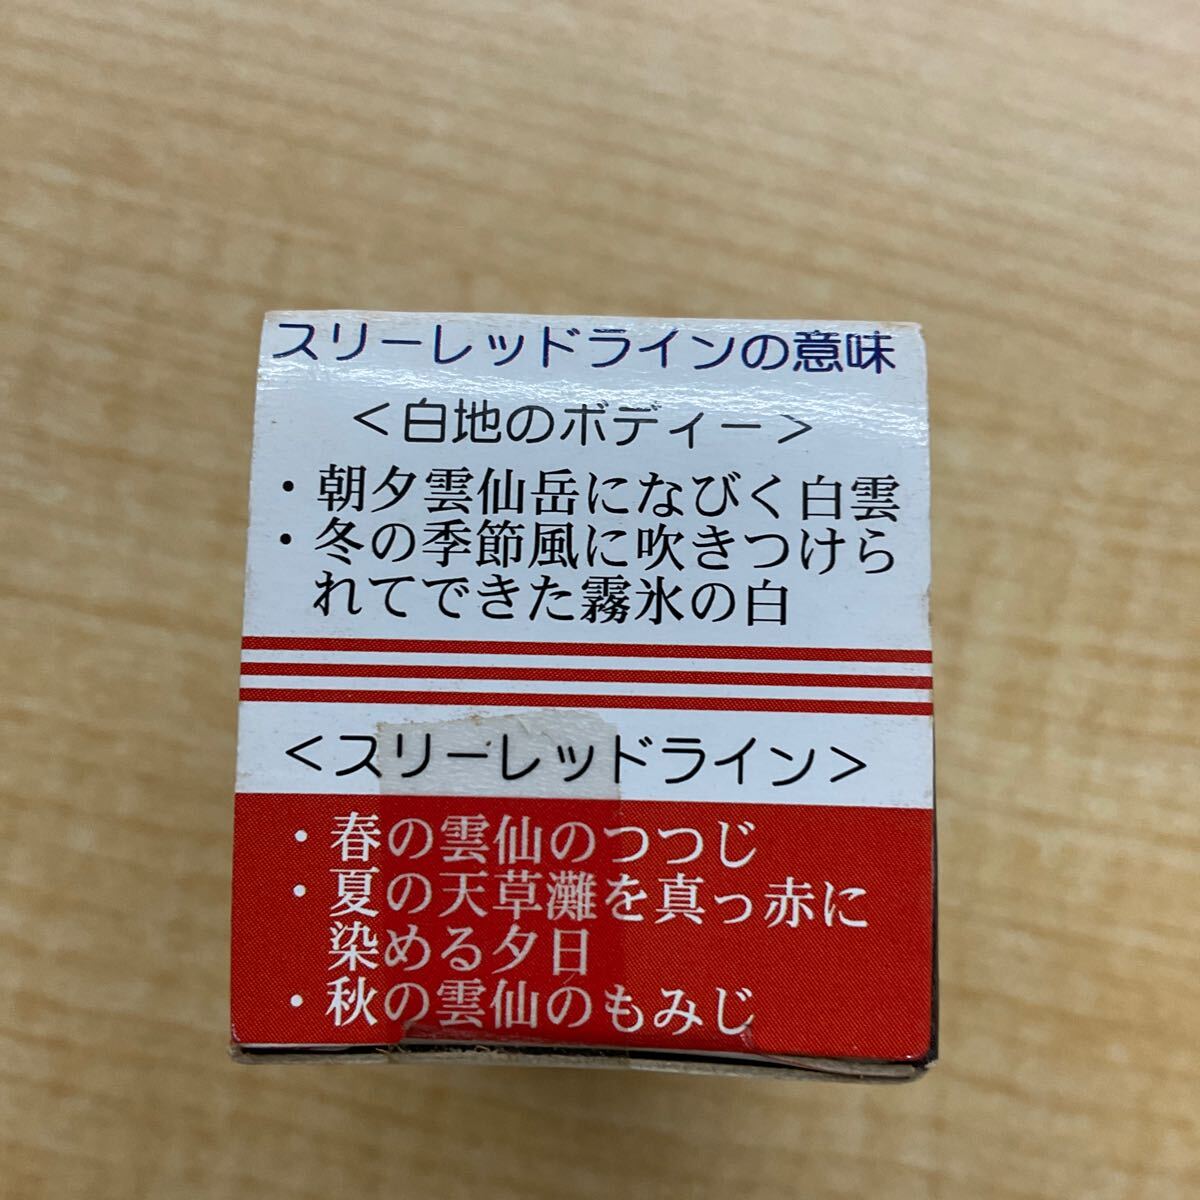 スリーレッドラインの意味
＜白地のボディー＞
・朝夕雲仙岳になびく白雲
・冬の季節風に吹きつけら
れてできた霧氷の白
＜スリーレッドライン＞
・春の雲仙のつつじ
・夏の天草灘を真っ赤に
染める夕日
・秋の雲仙のもみじ